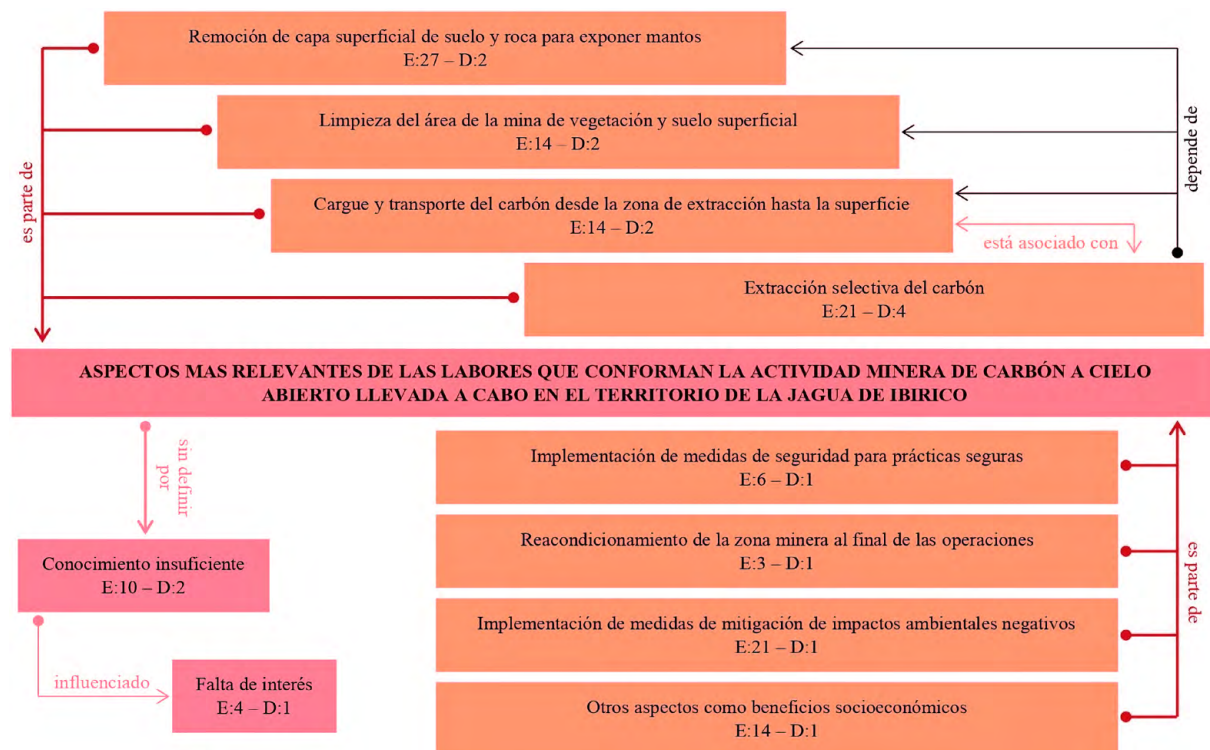 Remoción de capa superficial de suelo y roca para exponer mantos
E:27 – D:2
Limpieza del área de la mina de vegetación y suelo superficial
E:14 – D:2
es parte de
depende de
Cargue y transporte del carbón desde la zona de extracción hasta la superficie
E:14 – D:2
está asociado con
Extracción selectiva del carbón
E:21 – D:4
ASPECTOS MAS RELEVANTES DE LAS LABORES QUE CONFORMAN LA ACTIVIDAD MINERA DE CARBÓN A CIELO
ABIERTO LLEVADA A CABO EN EL TERRITORIO DE LA JAGUA DE IBIRICO
sin definir
por
Conocimiento insuficiente
E:10 – D:2
influenciado
Falta de interés
E:4 – D:1
Implementación de medidas de seguridad para prácticas seguras
E:6 – D:1
Reacondicionamiento de la zona minera al final de las operaciones
E:3 – D:1
es parte de
Implementación de medidas de mitigación de impactos ambientales negativos
E:21 – D:1
Otros aspectos como beneficios socioeconómicos
E:14 – D:1